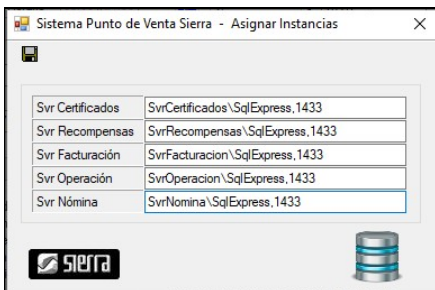 Sistema Punto de Venta Sierra - Asignar Instancias
Svr Certificados SvrCertificados\SqlExpress,1433
Svr Recompensas SvrRecompensas\SqlExpress,1433
Svr Facturación SvrFacturacion\SqlExpress,1433
Svr Operación SvrOperacion\SqlExpress,1433
Svr Nómina SvrNomina\SqlExpress,1433
sierra